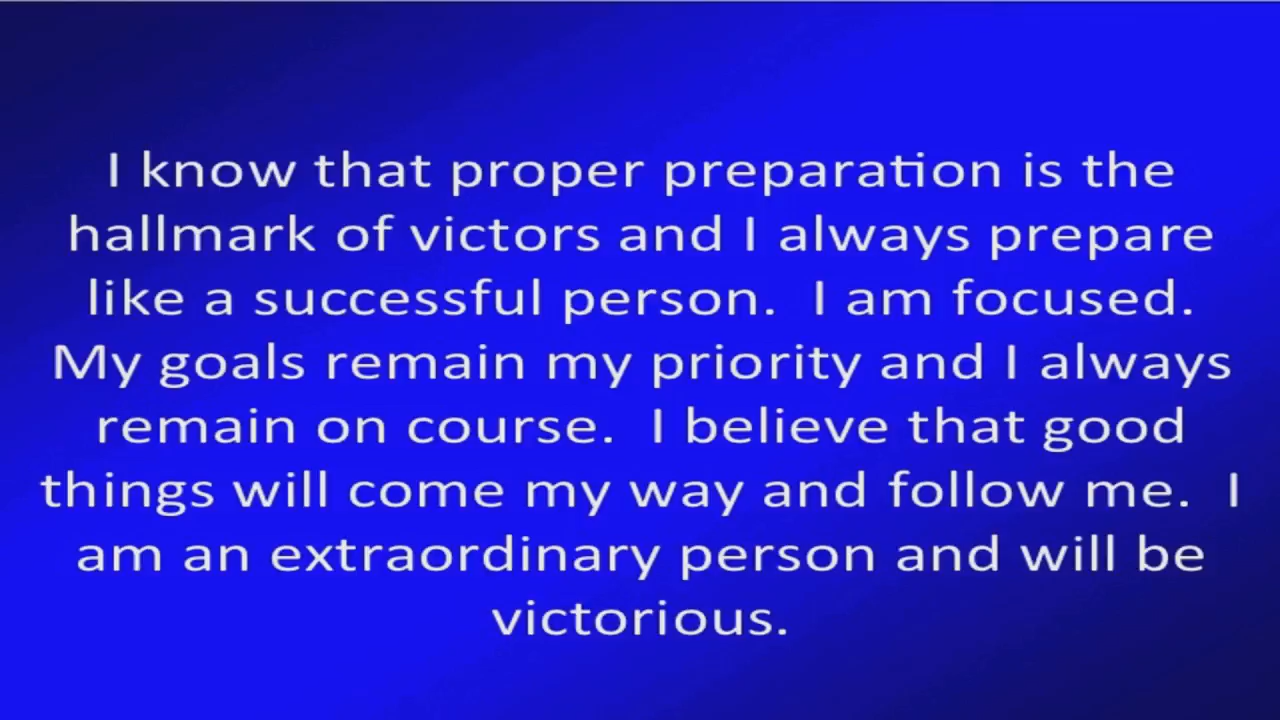 I know that proper preparation is the
hallmark of victors and I always prepare
like a successful person.  I am focused.
My goals remain my priority and I always
remain on course.  I believe that good
things will come my way and follow me.  I
am an extraordinary person and will be
victorious.